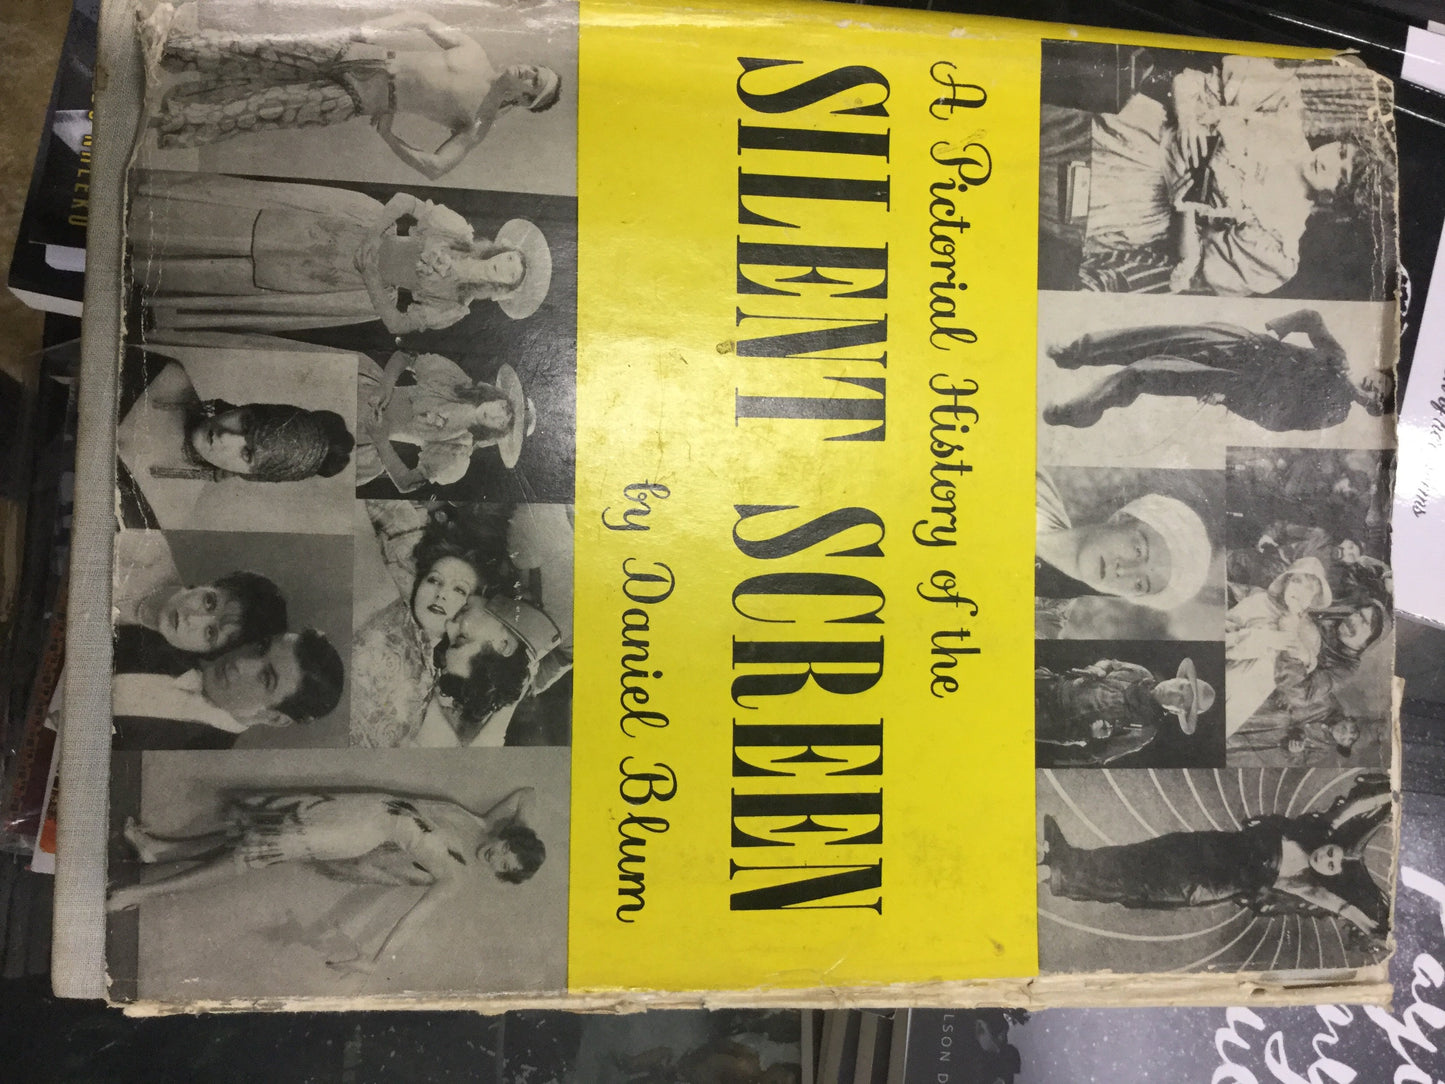 A Pictorial History of the
SILENT SCREEN
by Daniel Blum